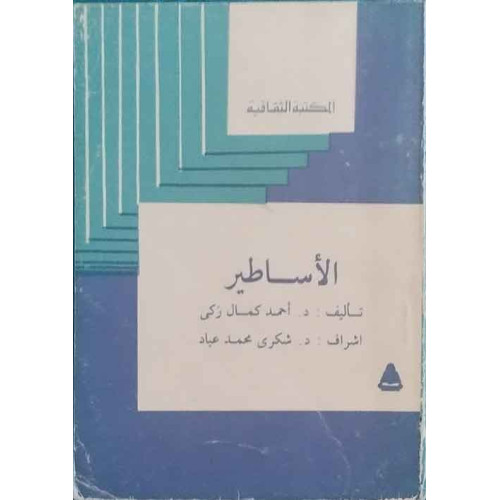 المكتبة الثقافية
الأساطير
تأليف : د. أحمد كمال زكى
اشراف : د. شكرى محمد عياد